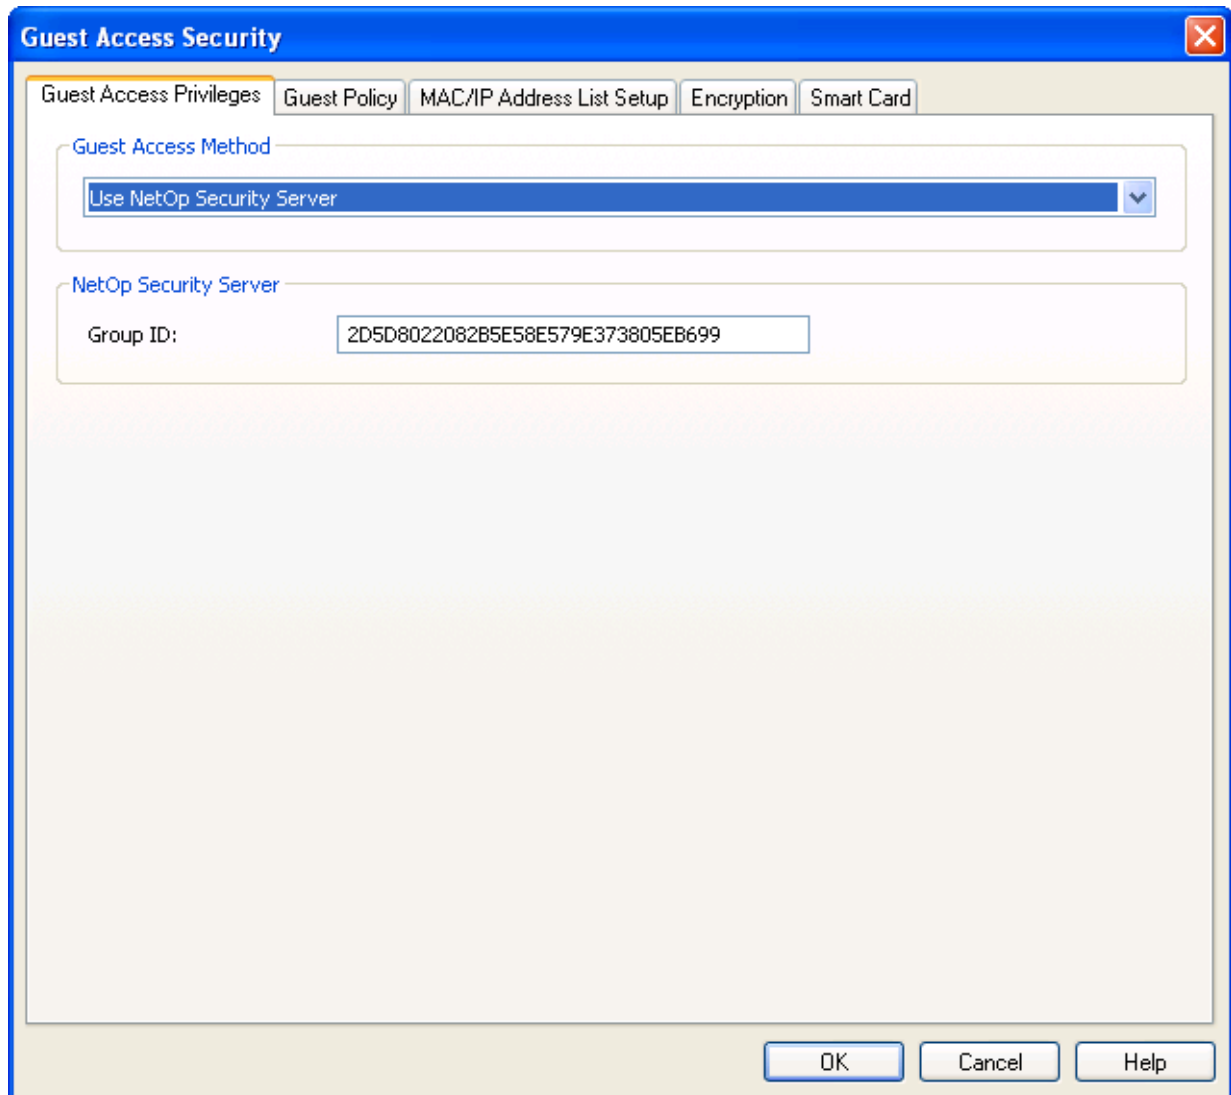 Guest Access Security
Guest Access Privileges Guest Policy MAC/IP Address List Setup Encryption Smart Card
Guest Access Method
Use NetOp Security Server
NetOp Security Server
Group ID: 2D5D8022082B5E58E579E373805EB699
OK Cancel Help